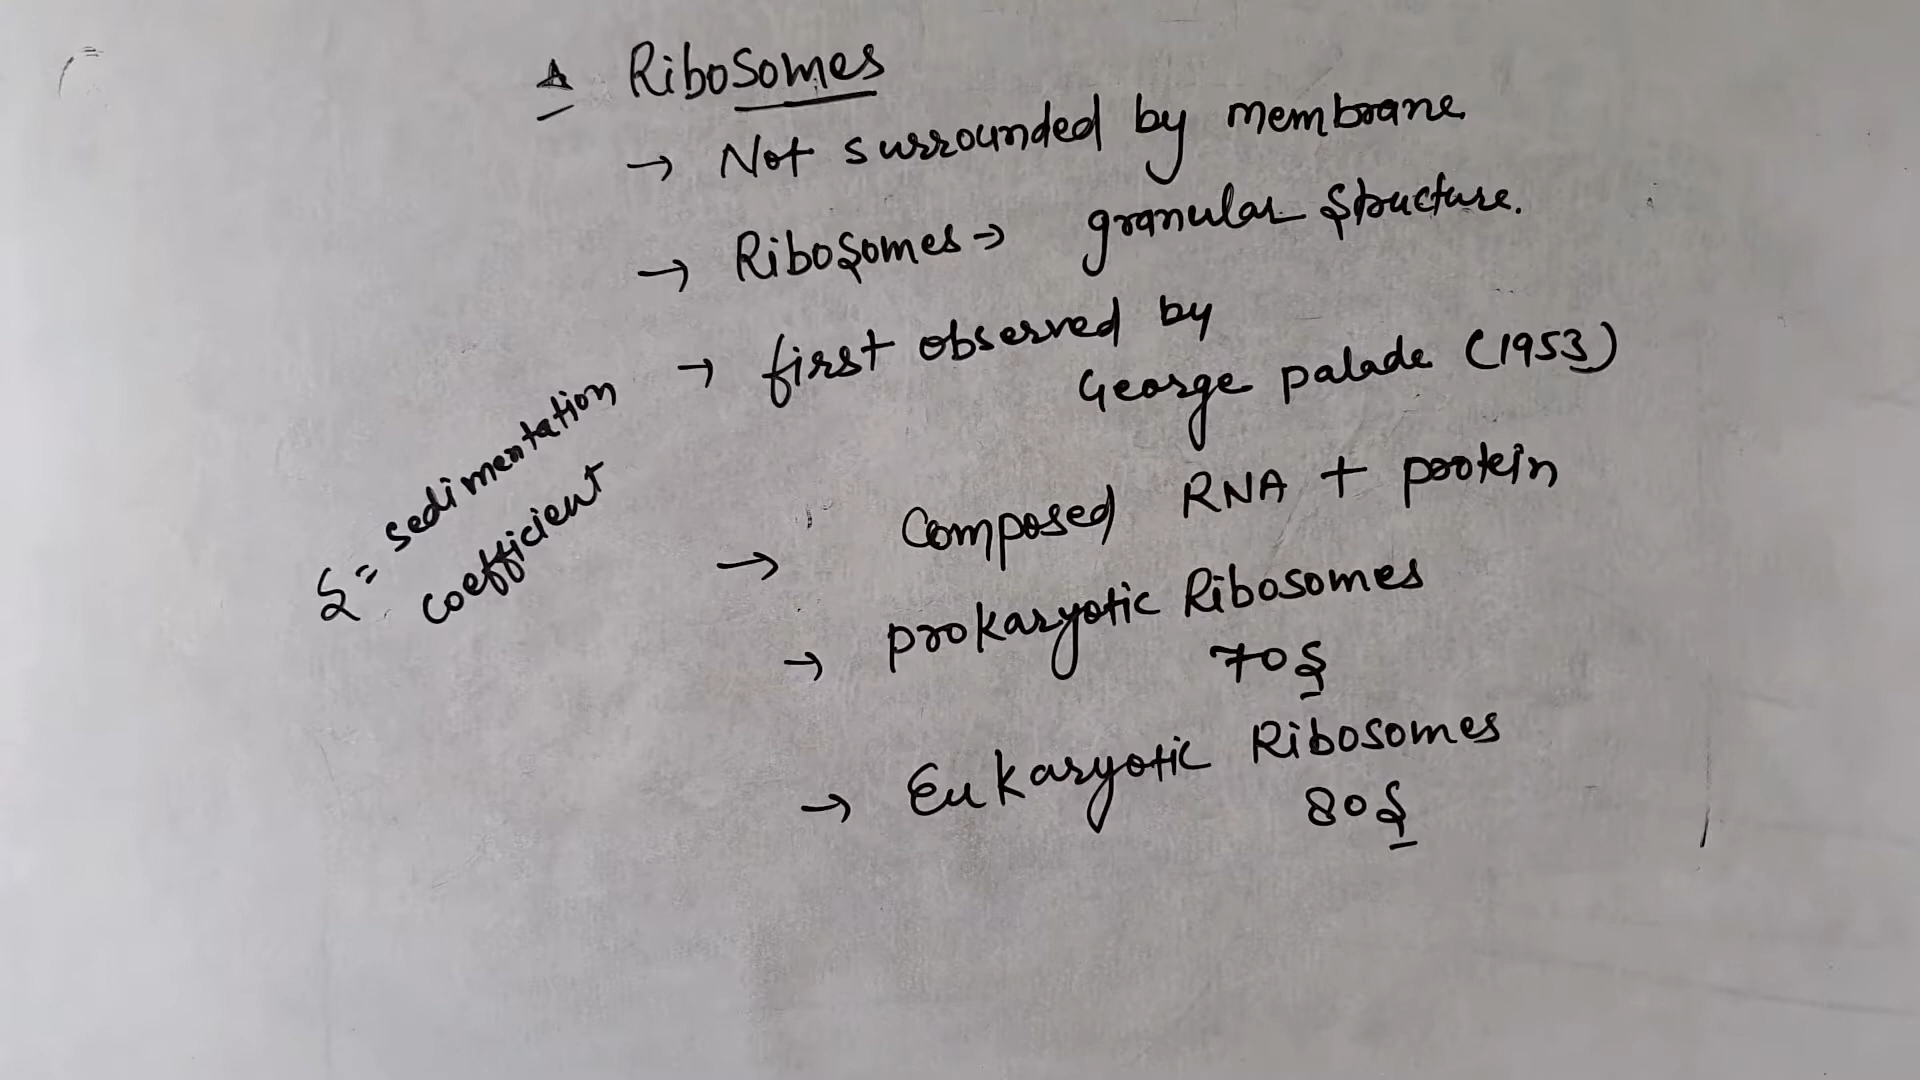 Ribosomes
→ Not surrounded by membrane
→ Ribosomes → granular structure.
→ first observed by
George palade (1953)
→ Composed RNA + protein
→ prokaryotic Ribosomes
70S
→ Eukaryotic Ribosomes
80S
S = sedimentation
coefficient